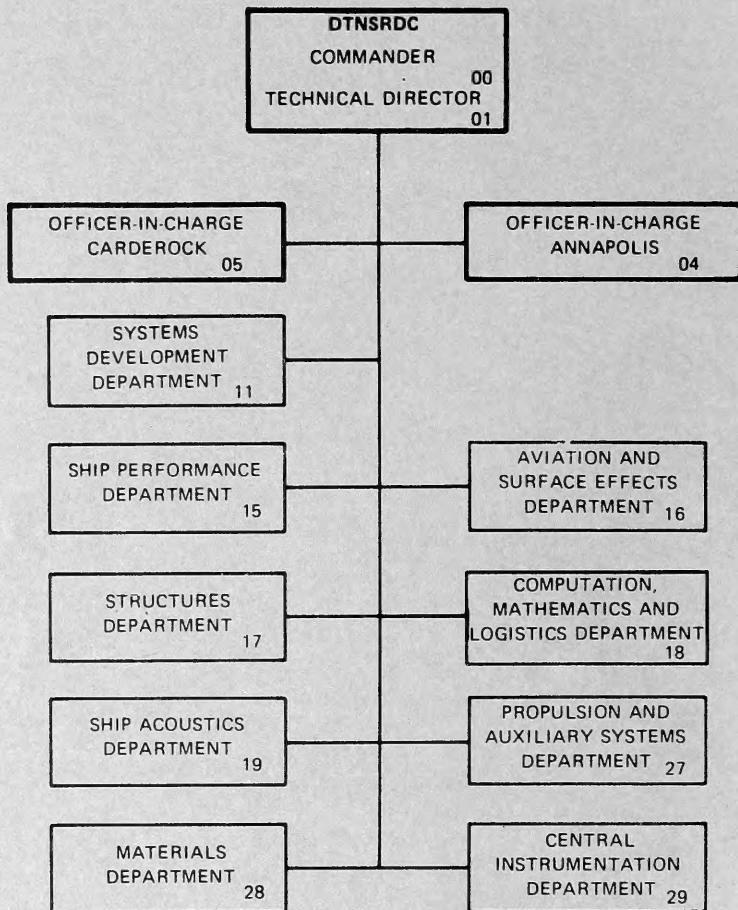 DTNSRDC
COMMANDER
00
TECHNICAL DIRECTOR
01
OFFICER-IN-CHARGE
CARDEROCK
05
OFFICER-IN-CHARGE
ANNAPOLIS
04
SYSTEMS
DEVELOPMENT
DEPARTMENT 11
SHIP PERFORMANCE
DEPARTMENT
15
AVIATION AND
SURFACE EFFECTS
DEPARTMENT 16
STRUCTURES
DEPARTMENT
17
COMPUTATION,
MATHEMATICS AND
LOGISTICS DEPARTMENT
18
SHIP ACOUSTICS
DEPARTMENT
19
PROPULSION AND
AUXILIARY SYSTEMS
DEPARTMENT 27
MATERIALS
DEPARTMENT
28
CENTRAL
INSTRUMENTATION
DEPARTMENT 29